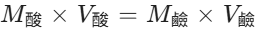 M酸 × V酸 = M鹼 × V鹼